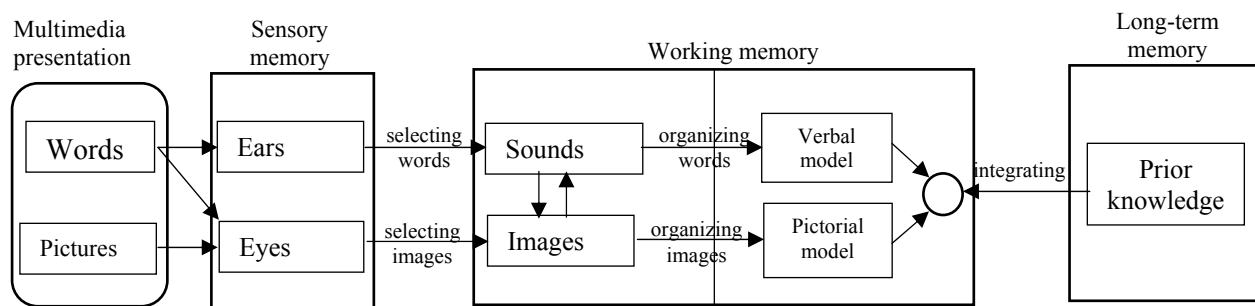 Multimedia
presentation
Sensory
memory
Working memory
Long-term
memory
Words
Pictures
Ears
Eyes
selecting
words
selecting
images
Sounds
Images
organizing
words
organizing
images
Verbal
model
Pictorial
model
integrating
Prior
knowledge